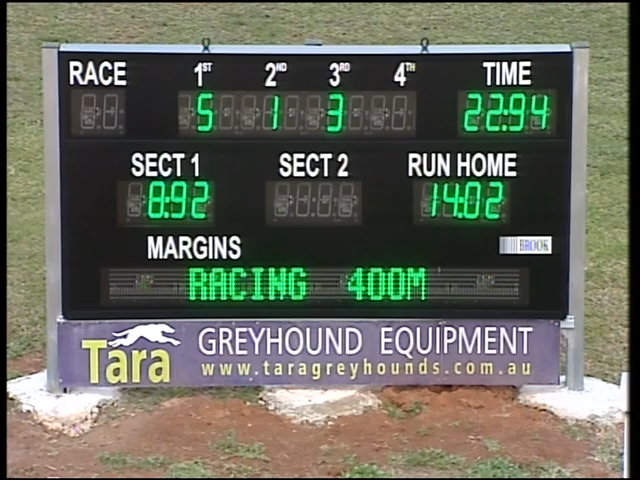 RACE 1ST 2ND 3RD 4TH TIME
5 1 3 22.94
SECT 1 SECT 2 RUN HOME
8.92 14.02
MARGINS BROOK
RACING 400M
Tara GREYHOUND EQUIPMENT
www.taragreyhounds.com.au